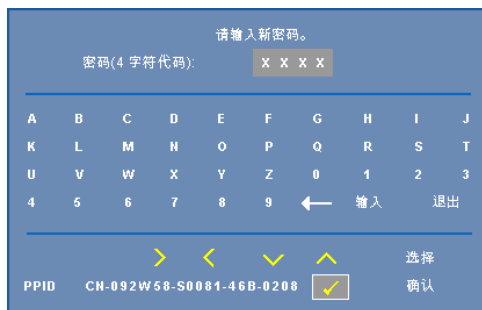 请输入新密码。
密码(4 字符代码): X X X X
A B C D E F G H I J
K L M N O P Q R S T
U V W X Y Z 0 1 2 3
4 5 6 7 8 9 ← 输入 退出
选择
PPID CN-092W58-S0081-46B-0208 ✓ 确认